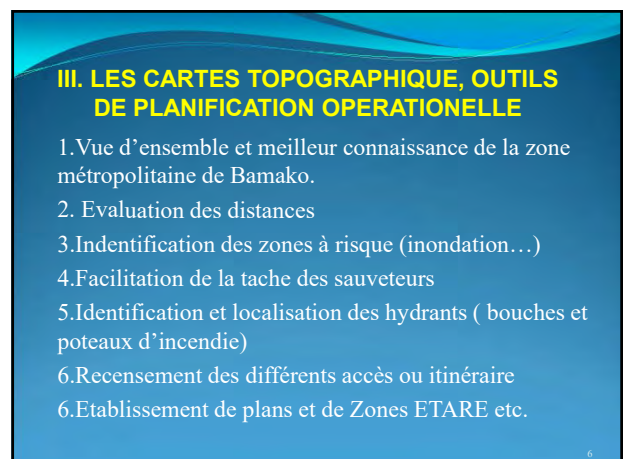 III. LES CARTES TOPOGRAPHIQUE, OUTILS
DE PLANIFICATION OPERATIONELLE
1.Vue d’ensemble et meilleur connaissance de la zone
métropolitaine de Bamako.
2. Evaluation des distances
3.Indentification des zones à risque (inondation…)
4.Facilitation de la tache des sauveteurs
5.Identification et localisation des hydrants ( bouches et
poteaux d’incendie)
6.Recensement des différents accès ou itinéraire
6.Etablissement de plans et de Zones ETARE etc.
6